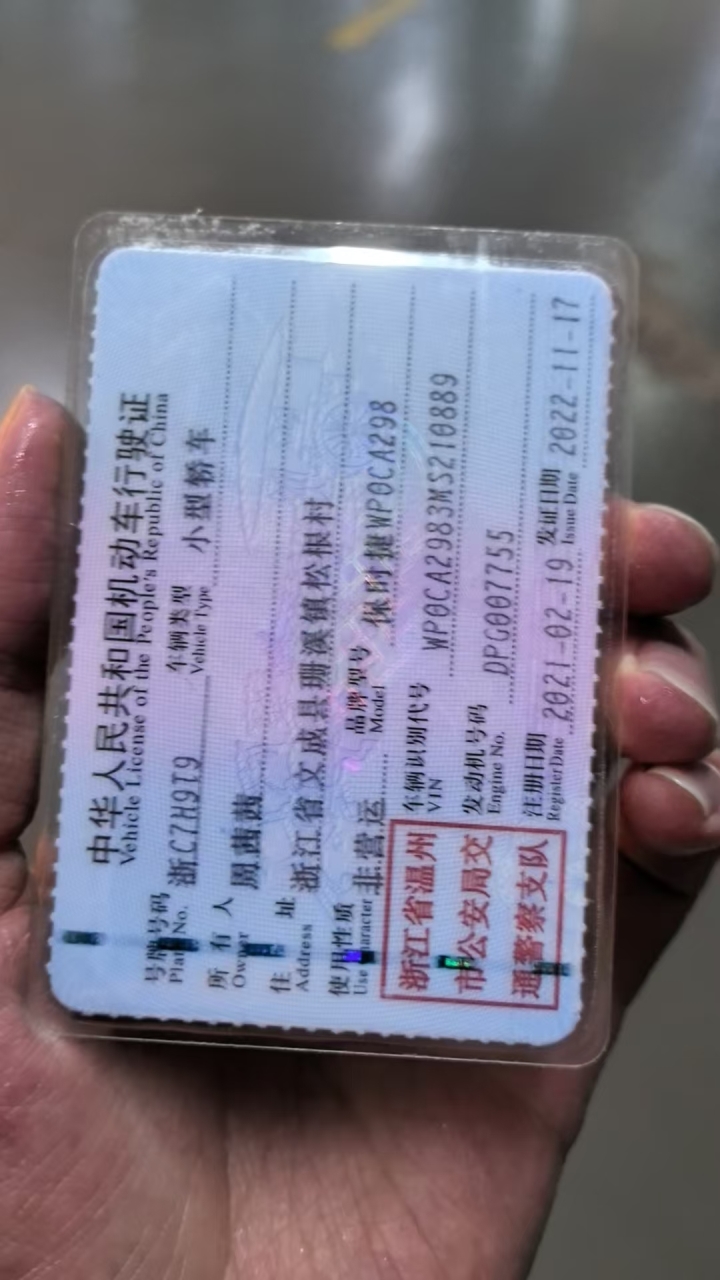 中华人民共和国机动车行驶证
Vehicle License of the People's Republic of China
号牌号码 Plate No. 浙C7H9T9 车辆类型 Vehicle Type 小型轿车
所有人 Owner 周茜茜
住址 Address 浙江省文成县珊溪镇松根村
使用性质 Use Character 非营运 品牌型号 Model 保时捷WP0CA298
浙江省温州市公安局交通警察支队
车辆识别代号 VIN WP0CA2983MS210889
发动机号码 Engine No. DPG007755
注册日期 Register Date 2021-02-19 发证日期 Issue Date 2022-11-17